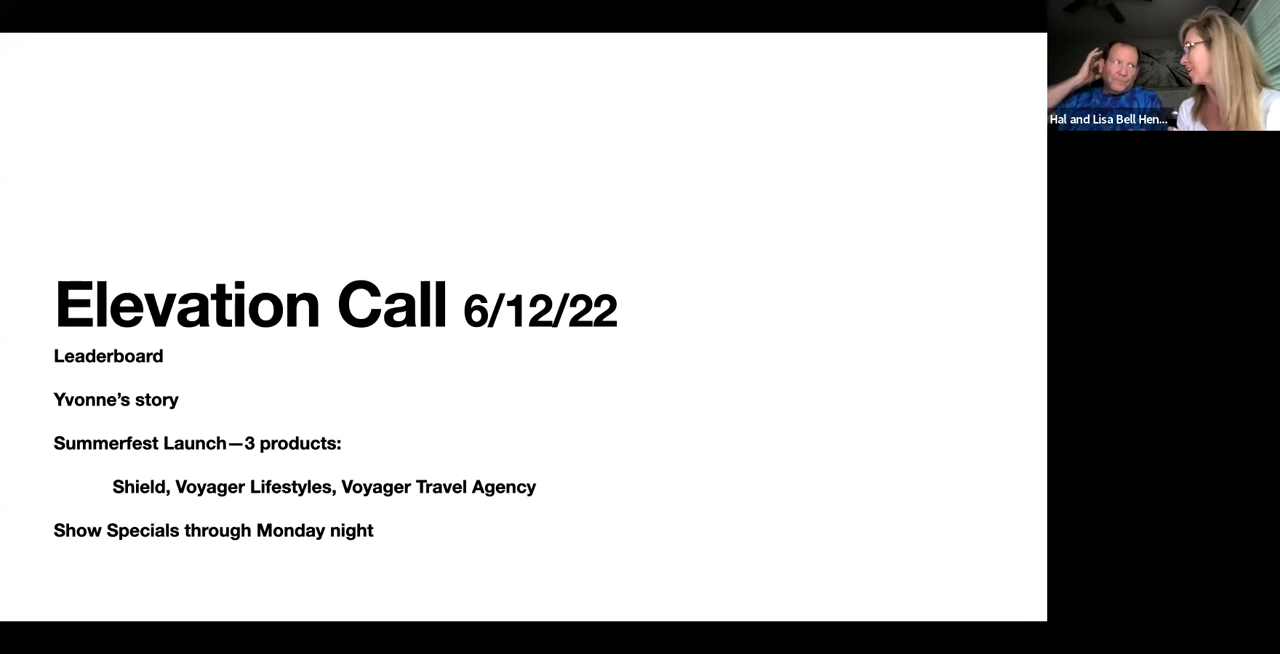 Hal and Lisa Bell Hen...
Elevation Call 6/12/22
Leaderboard
Yvonne’s story
Summerfest Launch—3 products:
Shield, Voyager Lifestyles, Voyager Travel Agency
Show Specials through Monday night